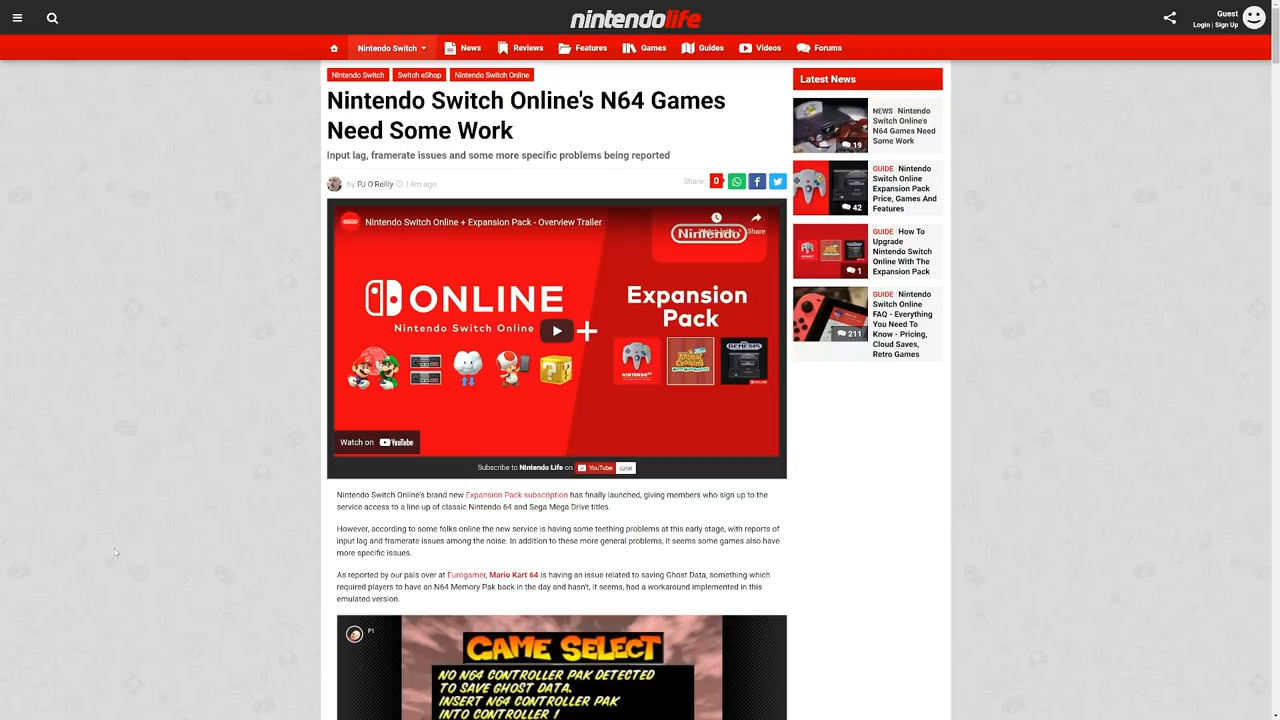 nintendolife
Guest
Login | Sign Up
Nintendo Switch
News
Reviews
Features
Games
Guides
Videos
Forums
Nintendo Switch
Switch eShop
Nintendo Switch Online
Nintendo Switch Online's N64 Games
Need Some Work
Input lag, framerate issues and some more specific problems being reported
by PJ O'Reilly 14m ago
Share: 0
Nintendo Switch Online + Expansion Pack - Overview Trailer
Watch later
Share
Nintendo
ONLINE
Nintendo Switch Online
+
Expansion
Pack
NINTENDO 64
GENESIS
Watch on YouTube
Subscribe to Nintendo Life on YouTube
Nintendo Switch Online's brand new Expansion Pack subscription has finally launched, giving members who sign up to the
service access to a line-up of classic Nintendo 64 and Sega Mega Drive titles.
However, according to some folks online the new service is having some teething problems at this early stage, with reports of
input lag and framerate issues among the noise. In addition to these more general problems, it seems some games also have
more specific issues.
As reported by our pals over at Eurogamer, Mario Kart 64 is having an issue related to saving Ghost Data, something which
required players to have an N64 Memory Pak back in the day and hasn't, it seems, had a workaround implemented in this
emulated version.
P1
GAME SELECT
NO N64 CONTROLLER PAK DETECTED
TO SAVE GHOST DATA.
INSERT N64 CONTROLLER PAK
INTO CONTROLLER 1
Latest News
NEWS Nintendo
Switch Online's
N64 Games Need
Some Work
19
GUIDE Nintendo
Switch Online
Expansion Pack
Price, Games And
Features
42
GUIDE How To
Upgrade
Nintendo Switch
Online With The
Expansion Pack
1
GUIDE Nintendo
Switch Online
FAQ - Everything
You Need To
Know - Pricing,
Cloud Saves,
Retro Games
211